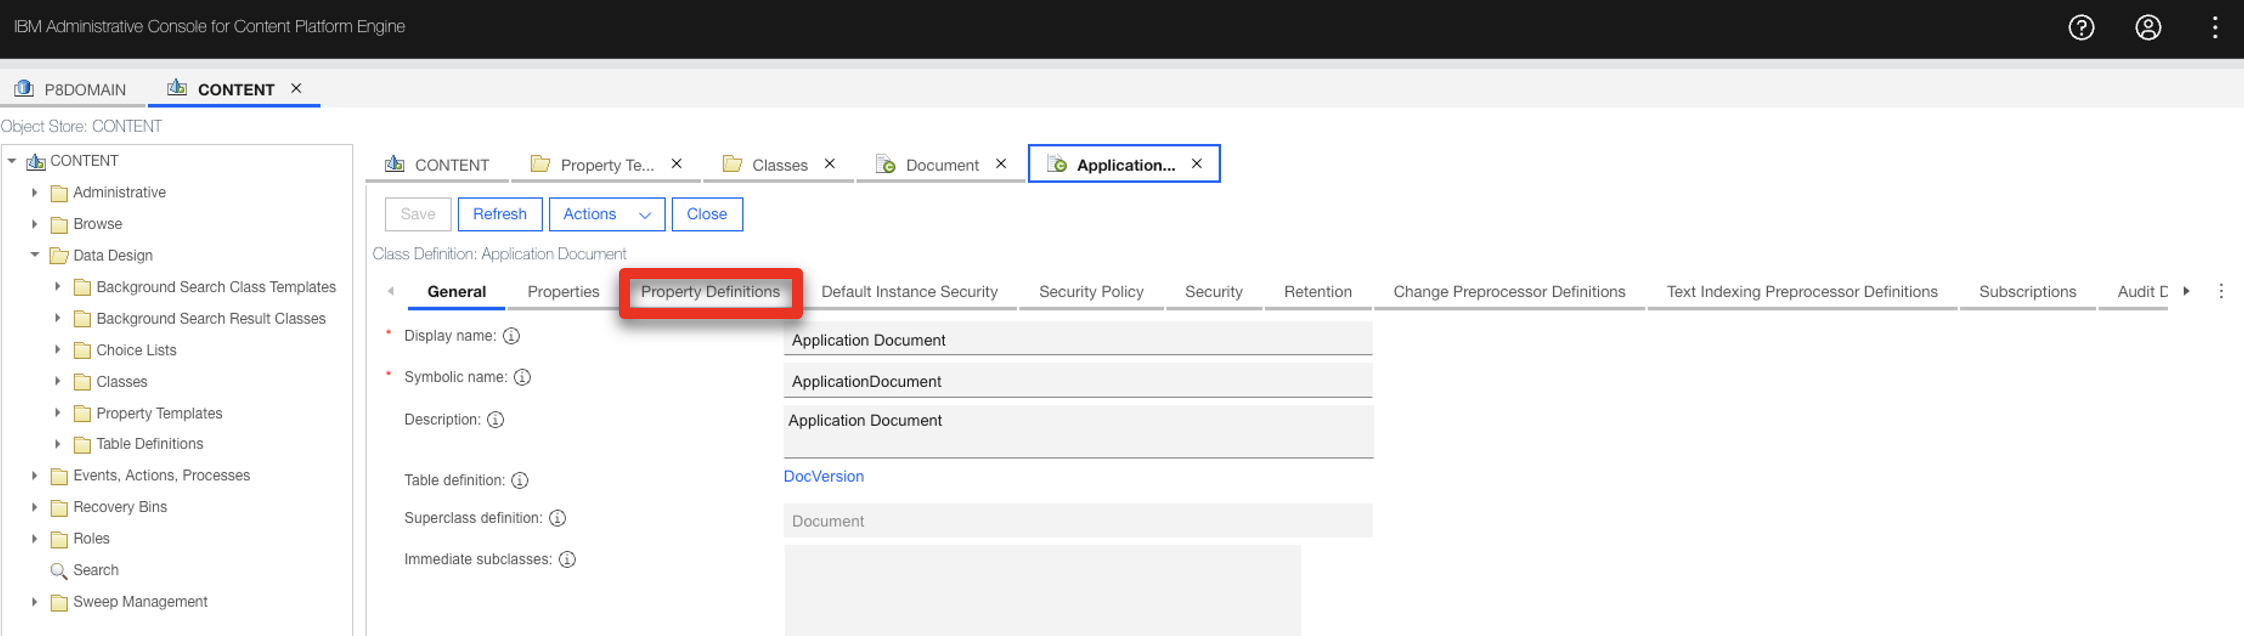 IBM Administrative Console for Content Platform Engine
P8DOMAIN
CONTENT
Object Store: CONTENT
CONTENT
Administrative
Browse
Data Design
Background Search Class Templates
Background Search Result Classes
Choice Lists
Classes
Property Templates
Table Definitions
Events, Actions, Processes
Recovery Bins
Roles
Search
Sweep Management
CONTENT
Property Te...
Classes
Document
Application...
Save
Refresh
Actions
Close
Class Definition: Application Document
General
Properties
Property Definitions
Default Instance Security
Security Policy
Security
Retention
Change Preprocessor Definitions
Text Indexing Preprocessor Definitions
Subscriptions
Audit D
* Display name:
Application Document
* Symbolic name:
ApplicationDocument
Description:
Application Document
Table definition:
DocVersion
Superclass definition:
Document
Immediate subclasses: